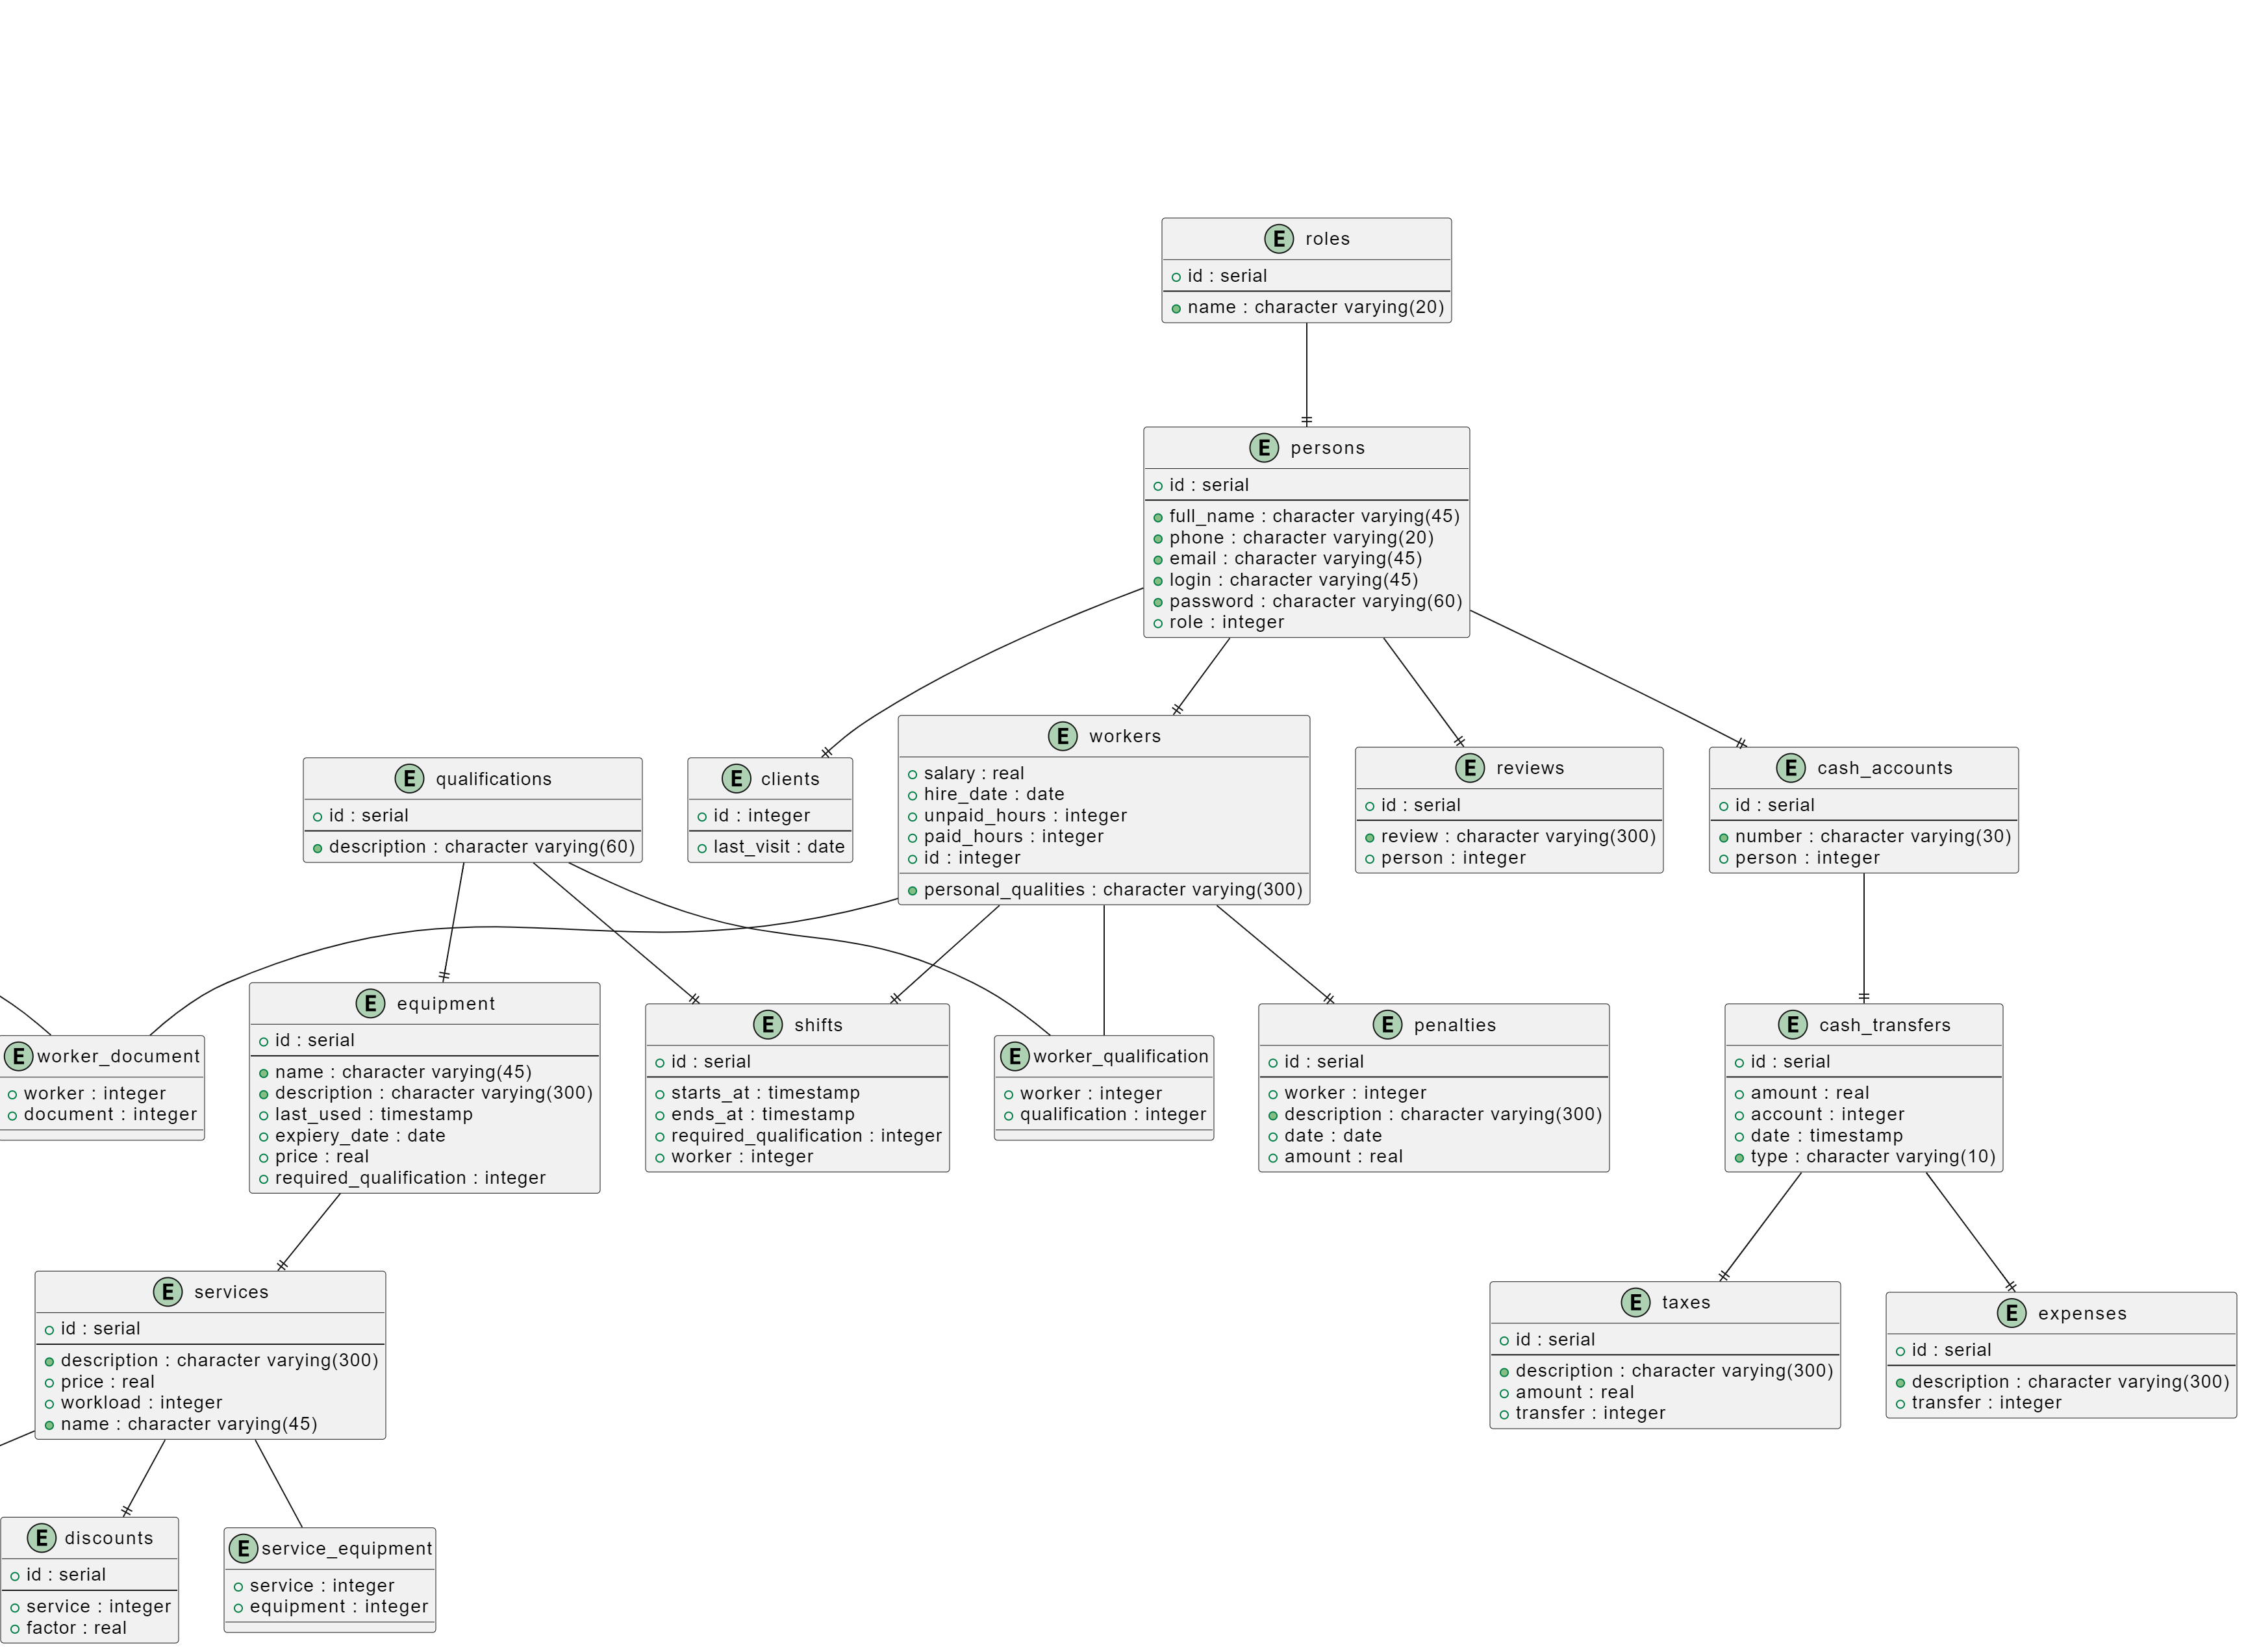 E roles
id : serial
name : character varying(20)
E persons
id : serial
full_name : character varying(45)
phone : character varying(20)
email : character varying(45)
login : character varying(45)
password : character varying(60)
role : integer
E qualifications
id : serial
description : character varying(60)
E clients
id : integer
last_visit : date
E workers
salary : real
hire_date : date
unpaid_hours : integer
paid_hours : integer
id : integer
personal_qualities : character varying(300)
E reviews
id : serial
review : character varying(300)
person : integer
E cash_accounts
id : serial
number : character varying(30)
person : integer
E worker_document
worker : integer
document : integer
E equipment
id : serial
name : character varying(45)
description : character varying(300)
last_used : timestamp
expiery_date : date
price : real
required_qualification : integer
E shifts
id : serial
starts_at : timestamp
ends_at : timestamp
required_qualification : integer
worker : integer
E worker_qualification
worker : integer
qualification : integer
E penalties
id : serial
worker : integer
description : character varying(300)
date : date
amount : real
E cash_transfers
id : serial
amount : real
account : integer
date : timestamp
type : character varying(10)
E services
id : serial
description : character varying(300)
price : real
workload : integer
name : character varying(45)
E taxes
id : serial
description : character varying(300)
amount : real
transfer : integer
E expenses
id : serial
description : character varying(300)
transfer : integer
E discounts
id : serial
service : integer
factor : real
E service_equipment
service : integer
equipment : integer